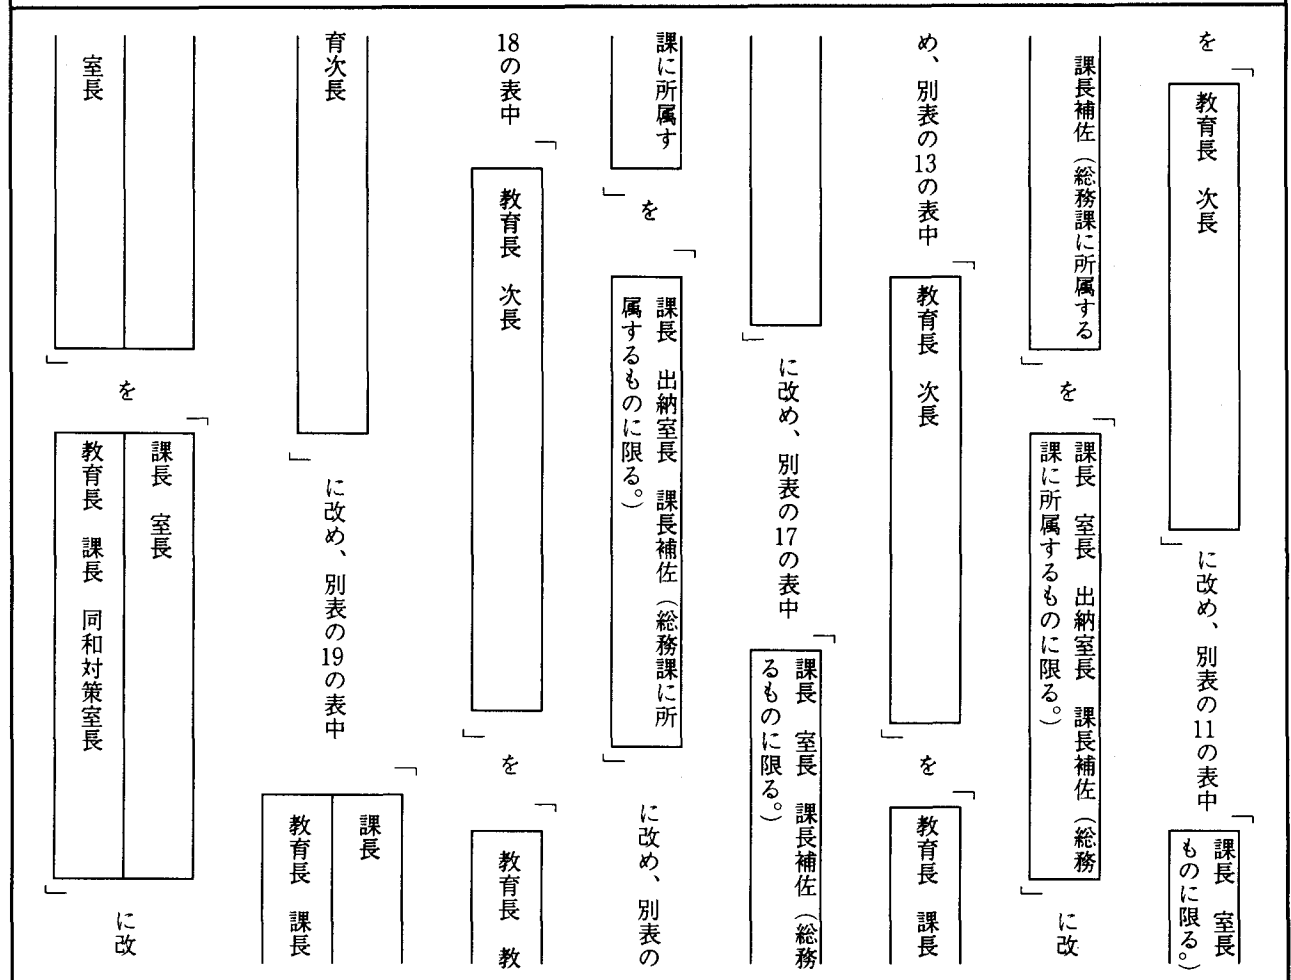 を「教育長　次長」に改め、別表の11の表中「課長　室長
ものに限る。）
課長補佐（総務課に所属する
」を「課長　室長　出納室長　課長補佐（総務
課に所属するものに限る。）
」に改
め、別表の13の表中「教育長　次長」を「教育長　課長
」に改め、別表の17の表中「課長　室長　課長補佐（総務
るものに限る。）
課に所属す」を「課長　出納室長　課長補佐（総務課に所
属するものに限る。）
」に改め、別表の
18の表中「教育長　次長」を「教育長　教
育次長」に改め、別表の19の表中「課長
教育長　課長
室長
」を「課長　室長
教育長　課長　同和対策室長
」に改